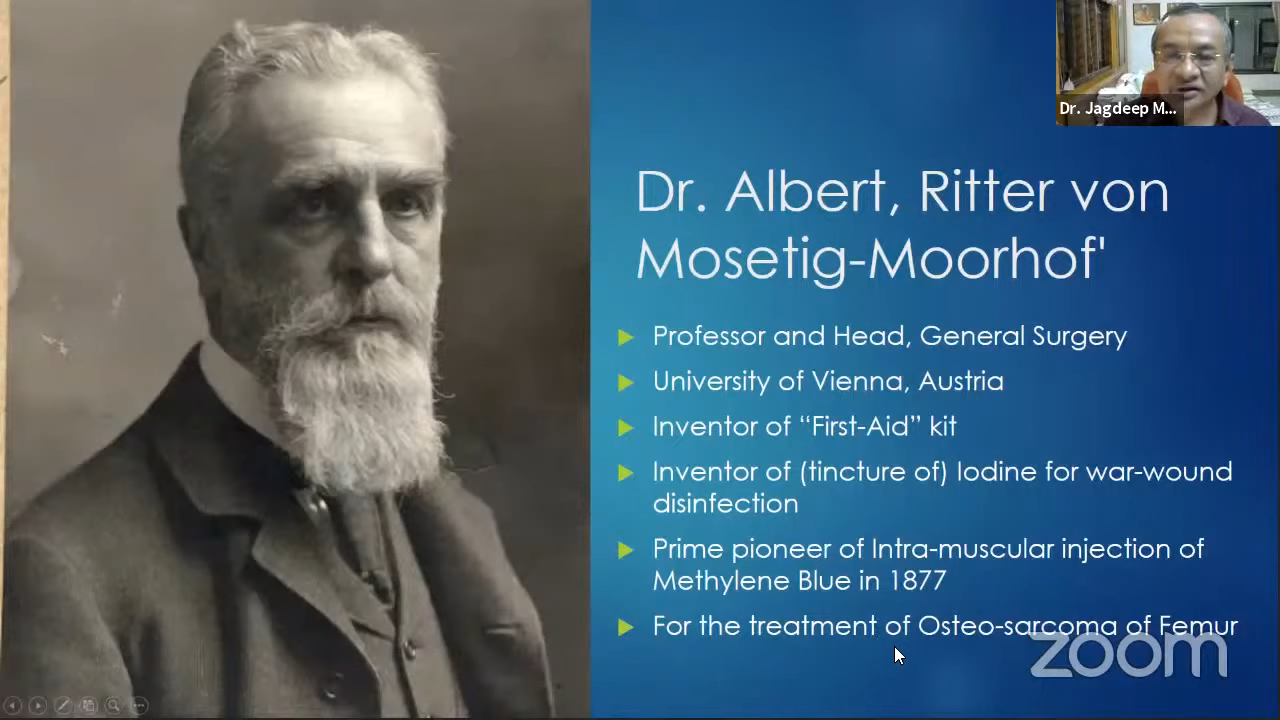 Dr. Jagdeep M...
Dr. Albert, Ritter von
Mosetig-Moorhof'
Professor and Head, General Surgery
University of Vienna, Austria
Inventor of “First-Aid” kit
Inventor of (tincture of) Iodine for war-wound
disinfection
Prime pioneer of Intra-muscular injection of
Methylene Blue in 1877
For the treatment of Osteo-sarcoma of Femur
zoom